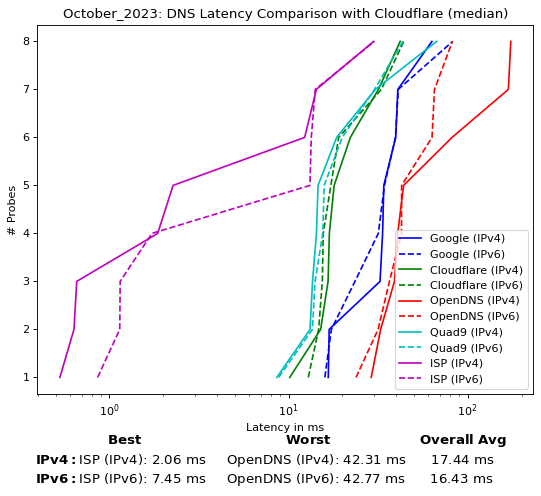 October_2023: DNS Latency Comparison with Cloudflare (median)
# Probes
8
7
6
5
4
3
2
1
Google (IPv4)
Google (IPv6)
Cloudflare (IPv4)
Cloudflare (IPv6)
OpenDNS (IPv4)
OpenDNS (IPv6)
Quad9 (IPv4)
Quad9 (IPv6)
ISP (IPv4)
ISP (IPv6)
10⁰ 10¹ 10²
Latency in ms
Best Worst Overall Avg
IPv4: ISP (IPv4): 2.06 ms OpenDNS (IPv4): 42.31 ms 17.44 ms
IPv6: ISP (IPv6): 7.45 ms OpenDNS (IPv6): 42.77 ms 16.43 ms